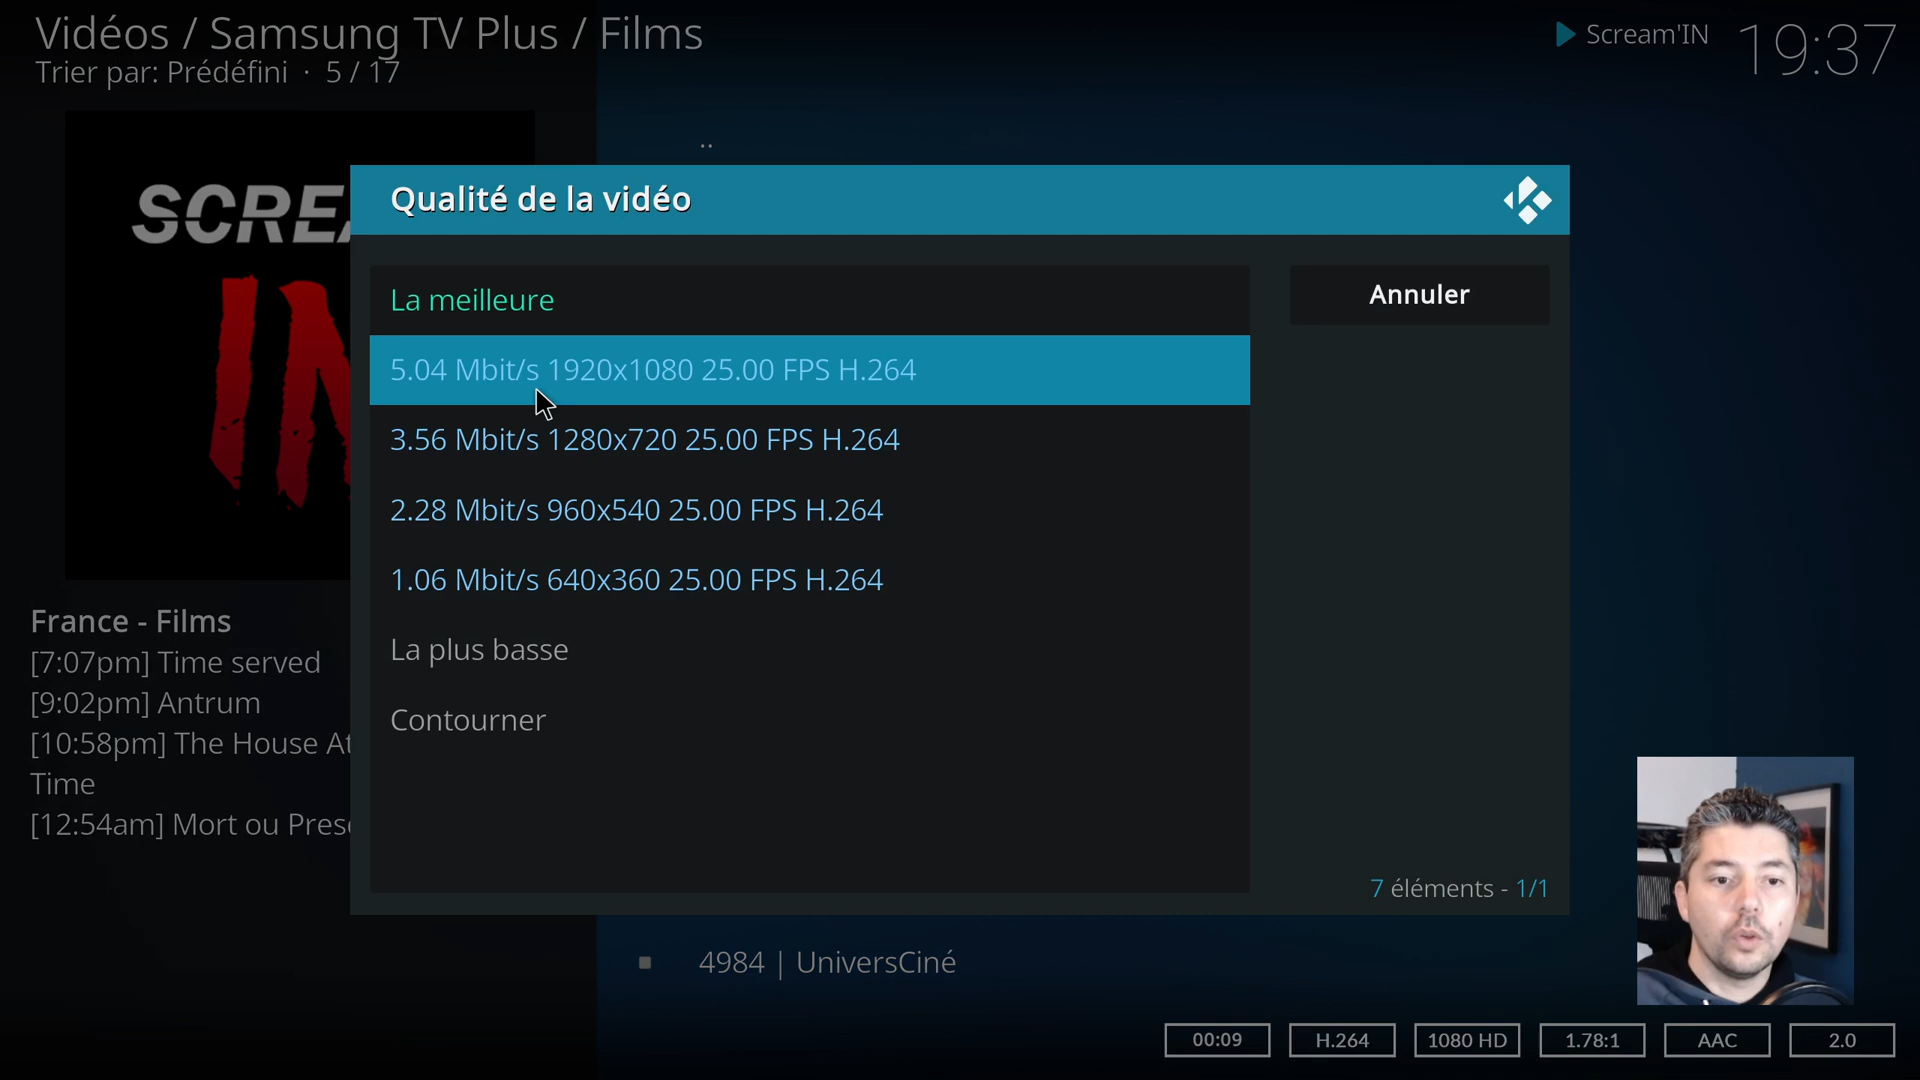 Vidéos / Samsung TV Plus / Films
Trier par: Prédéfini · 5 / 17
Scream'IN
19:37
..
SCREA
IN
Qualité de la vidéo
La meilleure
Annuler
5.04 Mbit/s 1920x1080 25.00 FPS H.264
3.56 Mbit/s 1280x720 25.00 FPS H.264
2.28 Mbit/s 960x540 25.00 FPS H.264
1.06 Mbit/s 640x360 25.00 FPS H.264
La plus basse
Contourner
7 éléments - 1/1
France - Films
[7:07pm] Time served
[9:02pm] Antrum
[10:58pm] The House At
Time
[12:54am] Mort ou Prese
4984 | UniversCiné
00:09 H.264 1080 HD 1.78:1 AAC 2.0